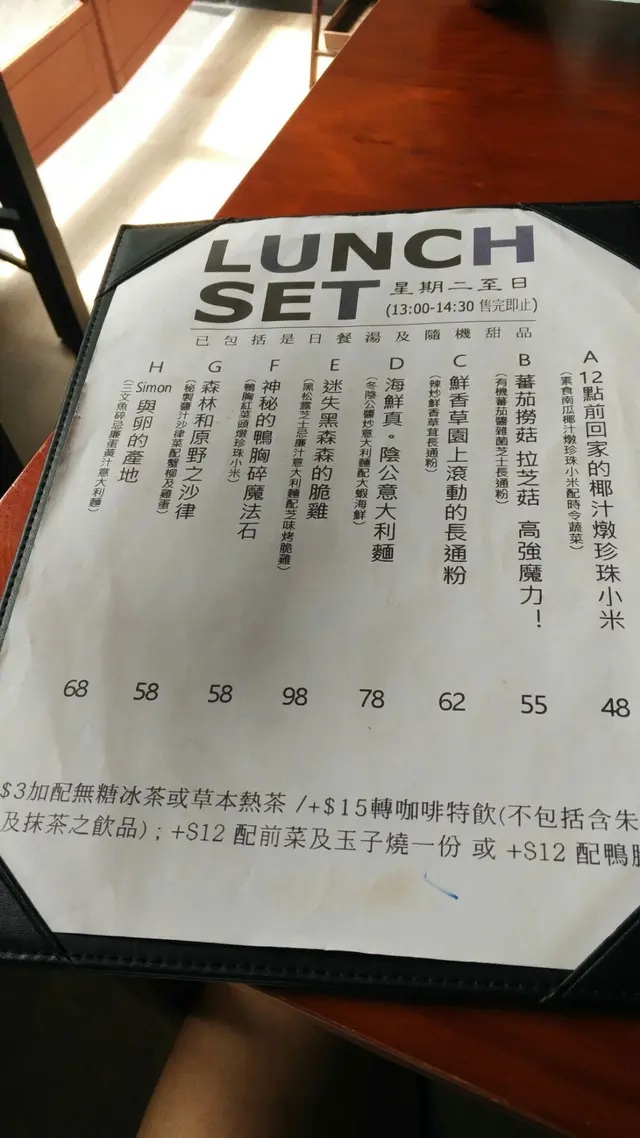 LUNCH
SET
星期二至日
(13:00-14:30 售完即止)
已包括是日餐湯及隨機甜品
A
12點前回家的椰汁燉珍珠小米
(素食南瓜椰汁燉珍珠小米配時令蔬菜)
48
B
蕃茄撈菇 拉芝菇 高強魔力！
(有機蕃茄醬雜菌芝士長通粉)
55
C
鮮香草園上滾動的長通粉
(辣炒鮮香草茸長通粉)
62
D
海鮮真。陰公意大利麵
(冬陰公醬炒意大利麵配大蝦海鮮)
78
E
迷失黑森森的脆雞
(黑松露芝士忌廉汁意大利麵配芝味烤脆雞)
98
F
神秘的鴨胸碎魔法石
(鴨胸紅菜頭燉珍珠小米)
58
G
森林和原野之沙律
(秘製鹽汁沙律菜配蟹柳及雞蛋)
58
H
Simon 與卵的產地
(三文魚碎忌廉蛋黃汁意大利麵)
68
$3加配無糖冰茶或草本熱茶 /+$15轉咖啡特飲(不包括含朱
及抹茶之飲品)；+$12 配前菜及玉子燒一份 或 +$12 配鴨